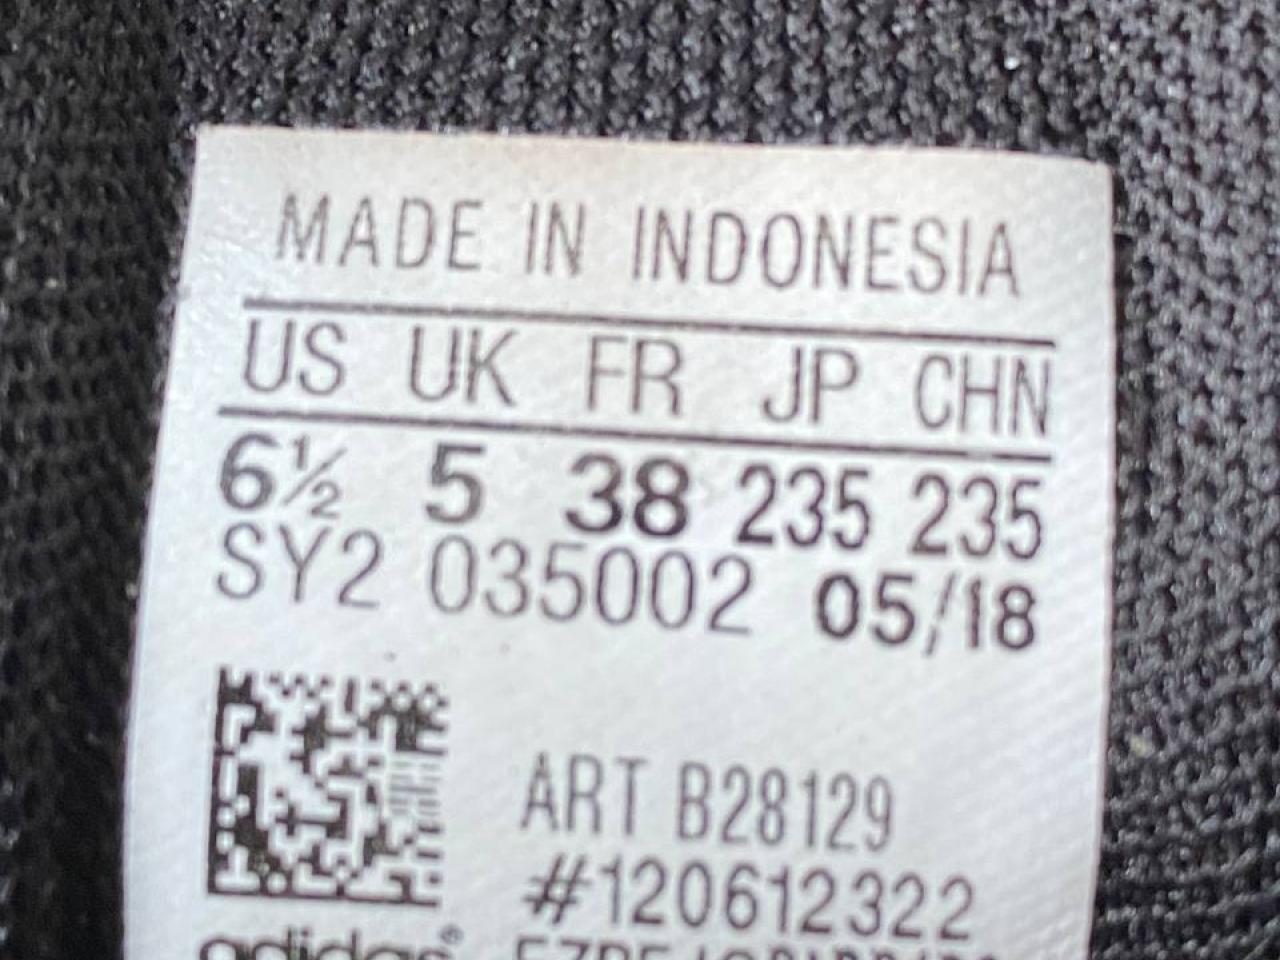 MADE IN INDONESIA
US UK FR JP CHN
6½ 5 38 235 235
SY2 035002 05/18
ART B28129
#120612322
adidas®